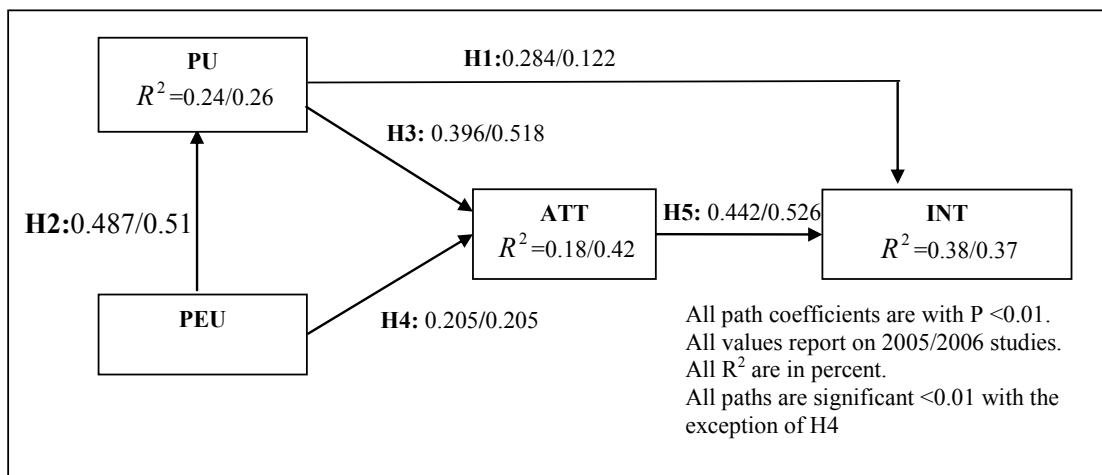 PU
R²=0.24/0.26
H1:0.284/0.122
H3: 0.396/0.518
H2:0.487/0.51
ATT
R²=0.18/0.42
H5: 0.442/0.526
INT
R²=0.38/0.37
PEU
H4: 0.205/0.205
All path coefficients are with P <0.01.
All values report on 2005/2006 studies.
All R² are in percent.
All paths are significant <0.01 with the
exception of H4